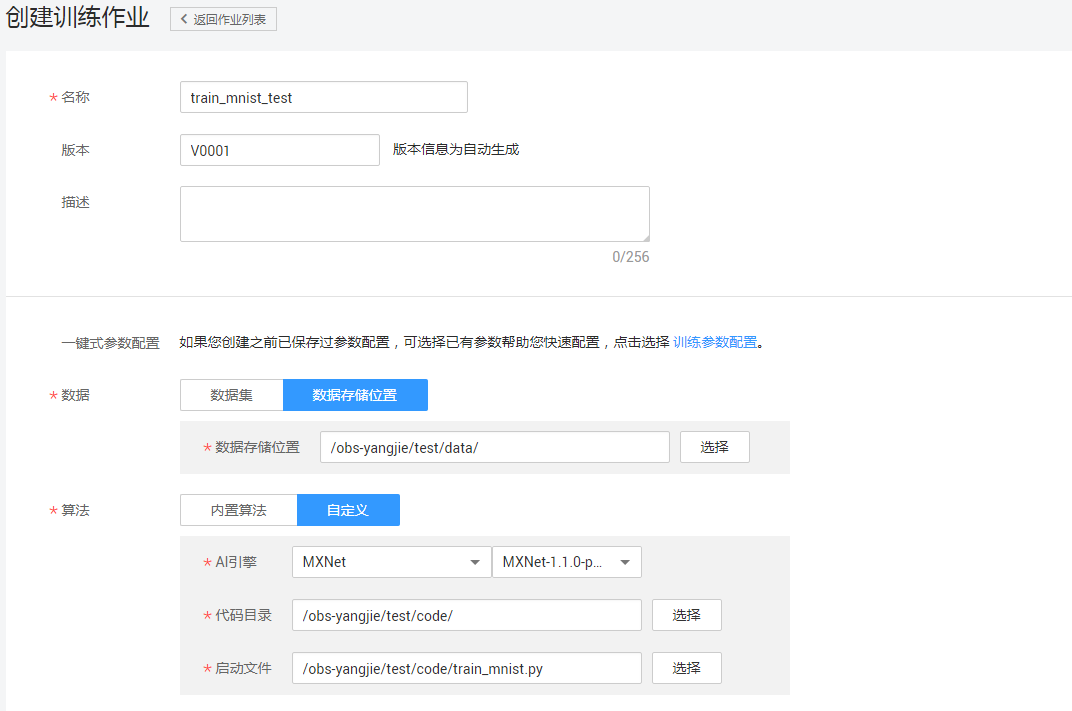 创建训练作业 返回作业列表
* 名称 train_mnist_test
版本 V0001 版本信息为自动生成
描述
0/256
一键式参数配置 如果您创建之前已保存过参数配置，可选择已有参数帮助您快速配置，点击选择 训练参数配置。
* 数据 数据集 数据存储位置
* 数据存储位置 /obs-yangjie/test/data/ 选择
* 算法 内置算法 自定义
* AI引擎 MXNet MXNet-1.1.0-p...
* 代码目录 /obs-yangjie/test/code/ 选择
* 启动文件 /obs-yangjie/test/code/train_mnist.py 选择